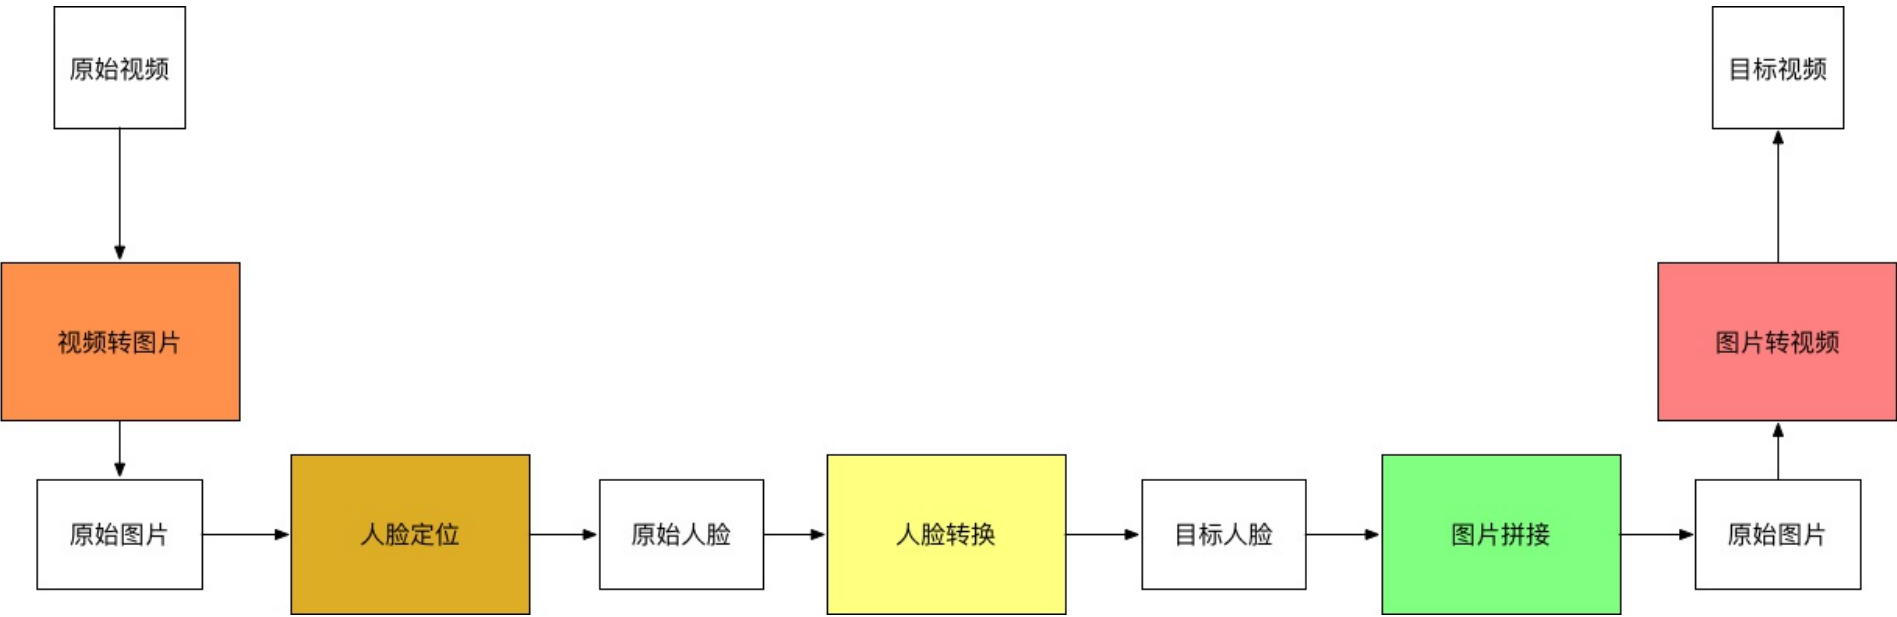 原始视频
目标视频
视频转图片
图片转视频
原始图片
人脸定位
原始人脸
人脸转换
目标人脸
图片拼接
原始图片